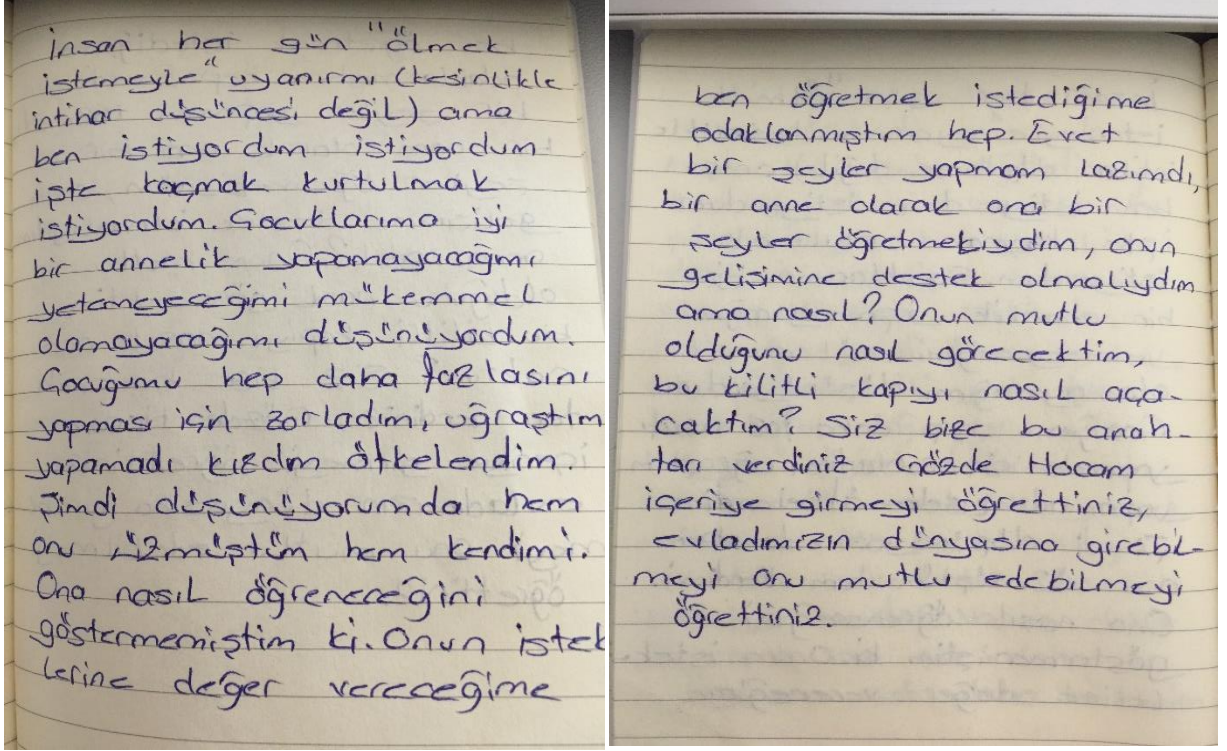 insan her gün "ölmek
istemeyle" uyanırmı (kesinlikle
intihar düşüncesi değil) ama
ben istiyordum istiyordum
işte kaçmak kurtulmak
istiyordum. Çocuklarıma iyi
bir annelik yapamayacağmı
yetemeyeceğimi mükemmel
olamayacağımı düşünüyordum.
Çocuğumu hep daha fazlasını
yapması için zorladım, uğraştım
yapamadı kızdım öfkelendim.
Şimdi düşünüyorumda hem
onu üzmüştüm hem kendimi.
Ona nasıl öğreneceğini
göstermemiştim ki. Onun istek
lerine değer vereceğime
ben öğretmek istediğime
odaklanmıştım hep. Evet
bir şeyler yapmam lazımdı,
bir anne olarak ona bir
şeyler öğretmekiydim, onun
gelişimine destek olmalıydım
ama nasıl? Onun mutlu
olduğunu nasıl görecektim,
bu kilitli kapıyı nasıl aça-
caktım? Siz bize bu anah-
tarı verdiniz Gözde Hocam
içeriye girmeyi öğrettiniz,
evladımızın dünyasına girebil-
meyi onu mutlu edebilmeyi
öğrettiniz.